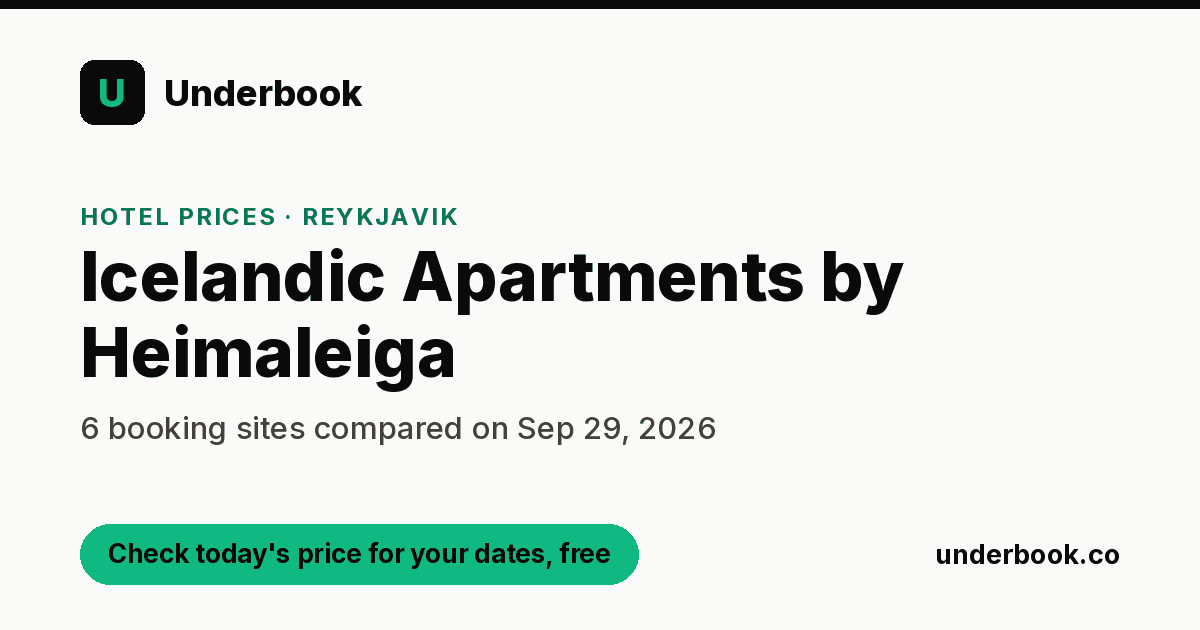 U Underbook
HOTEL PRICES · REYKJAVIK
Icelandic Apartments by
Heimaleiga
6 booking sites compared on Sep 29, 2026
Check today's price for your dates, free
underbook.co